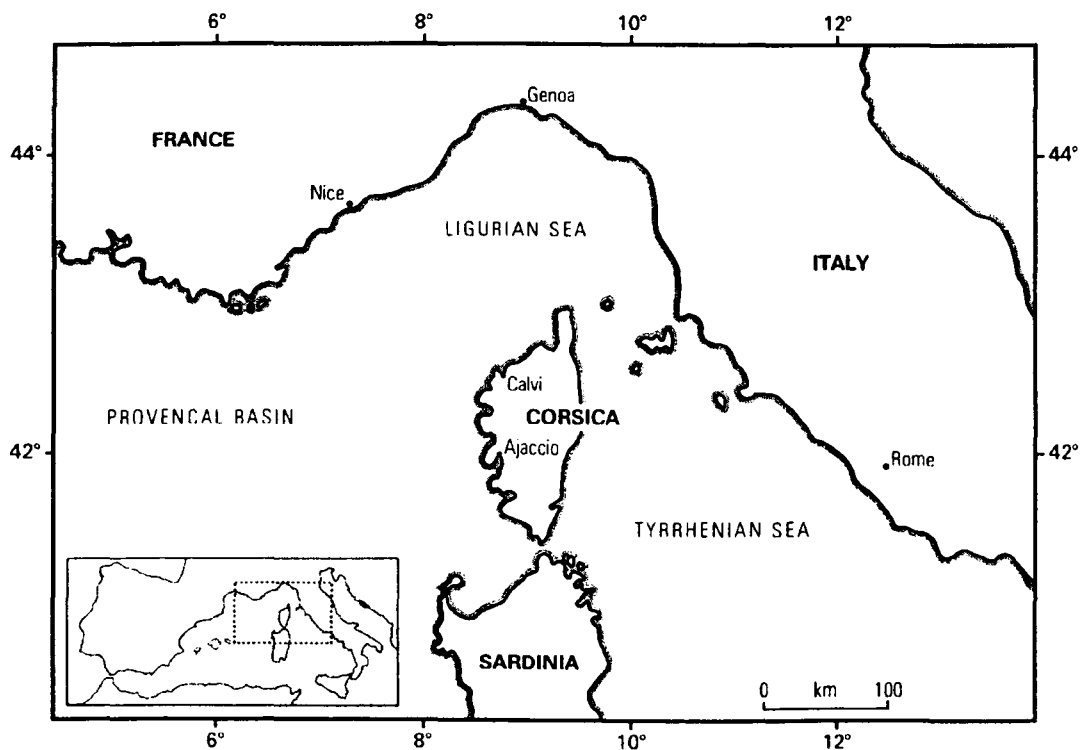 6° 8° 10° 12°
Genoa
FRANCE
44° 44°
Nice
LIGURIAN SEA
ITALY
Calvi
PROVENCAL BASIN CORSICA
Ajaccio
42° 42°
Rome
TYRRHENIAN SEA
SARDINIA
0 km 100
6° 8° 10° 12°